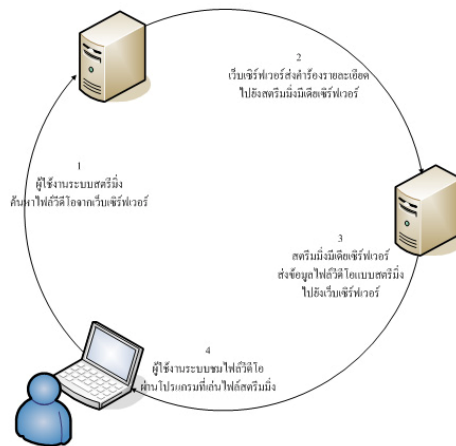 1
ผู้ใช้งานระบบสตรีมมิ่ง
ค้นหาไฟล์วีดีโอจากเว็บเซิร์ฟเวอร์
2
เว็บเซิร์ฟเวอร์ส่งคำร้องรายละเอียด
ไปยังสตรีมมิ่งมีเดียเซิร์ฟเวอร์
3
สตรีมมิ่งมีเดียเซิร์ฟเวอร์
ส่งข้อมูลไฟล์วีดีโอแบบสตรีมมิ่ง
ไปยังเว็บเซิร์ฟเวอร์
4
ผู้ใช้งานระบบชมไฟล์วีดีโอ
ผ่านโปรแกรมที่เล่นไฟล์สตรีมมิ่ง